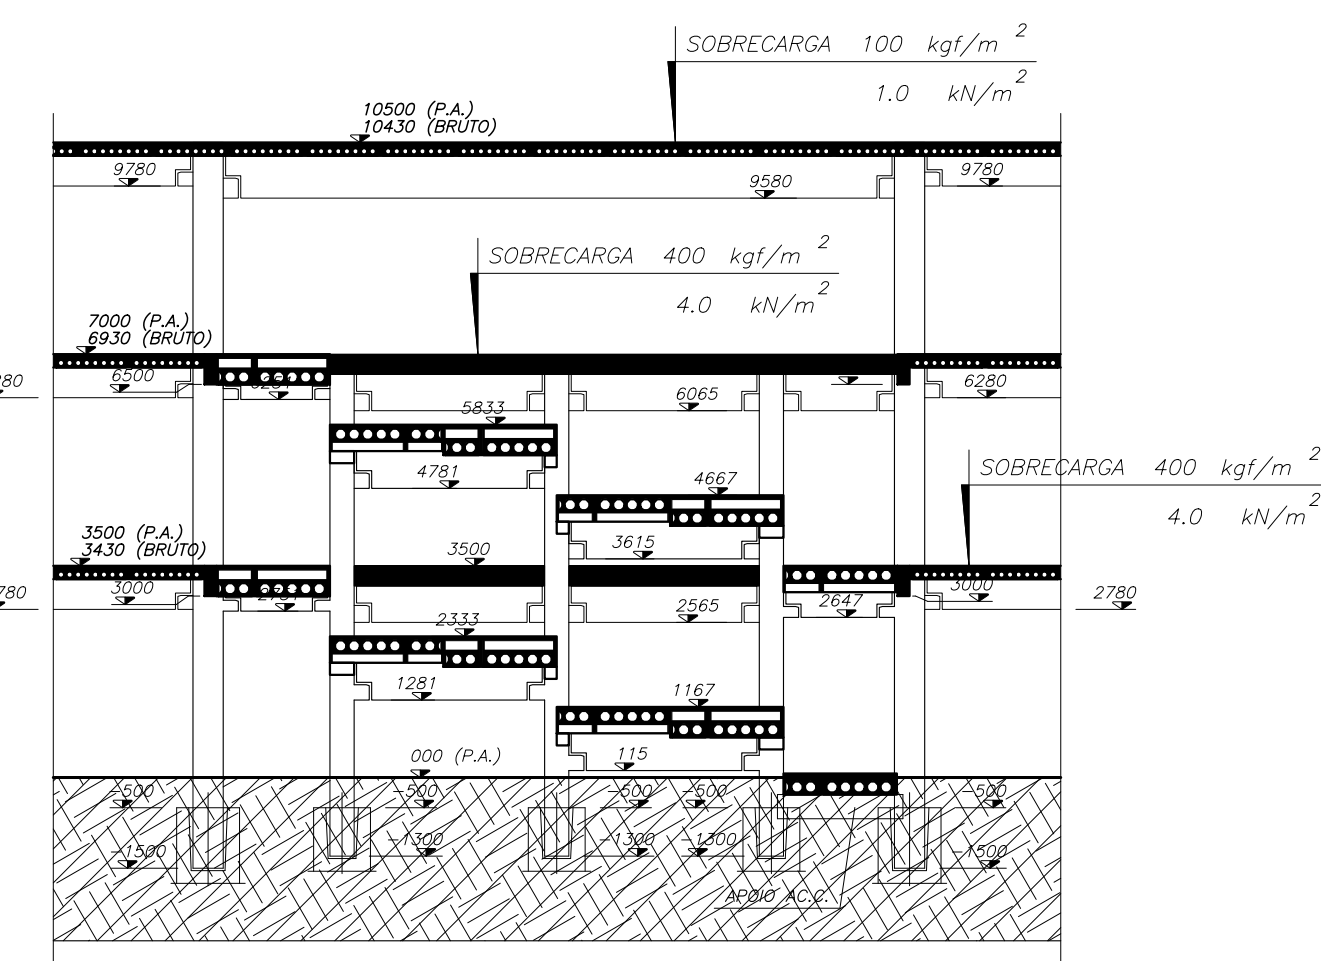 SOBRECARGA 100 kgf/m 2
1.0 kN/m 2
10500 (P.A.)
10430 (BRUTO)
9780
9580
9780
SOBRECARGA 400 kgf/m 2
4.0 kN/m 2
7000 (P.A.)
6930 (BRUTO)
6500
6280
6065
5833
SOBRECARGA 400 kgf/m 2
4.0 kN/m 2
4781
4667
3500 (P.A.)
3430 (BRUTO)
3500
3615
3000
3000
2780
2647
2565
2333
1281
1167
000 (P.A.)
115
-500
-500
-500
-500
-500
-1300
-1300
-1300
-1500
-1500
APOIO AC.C.